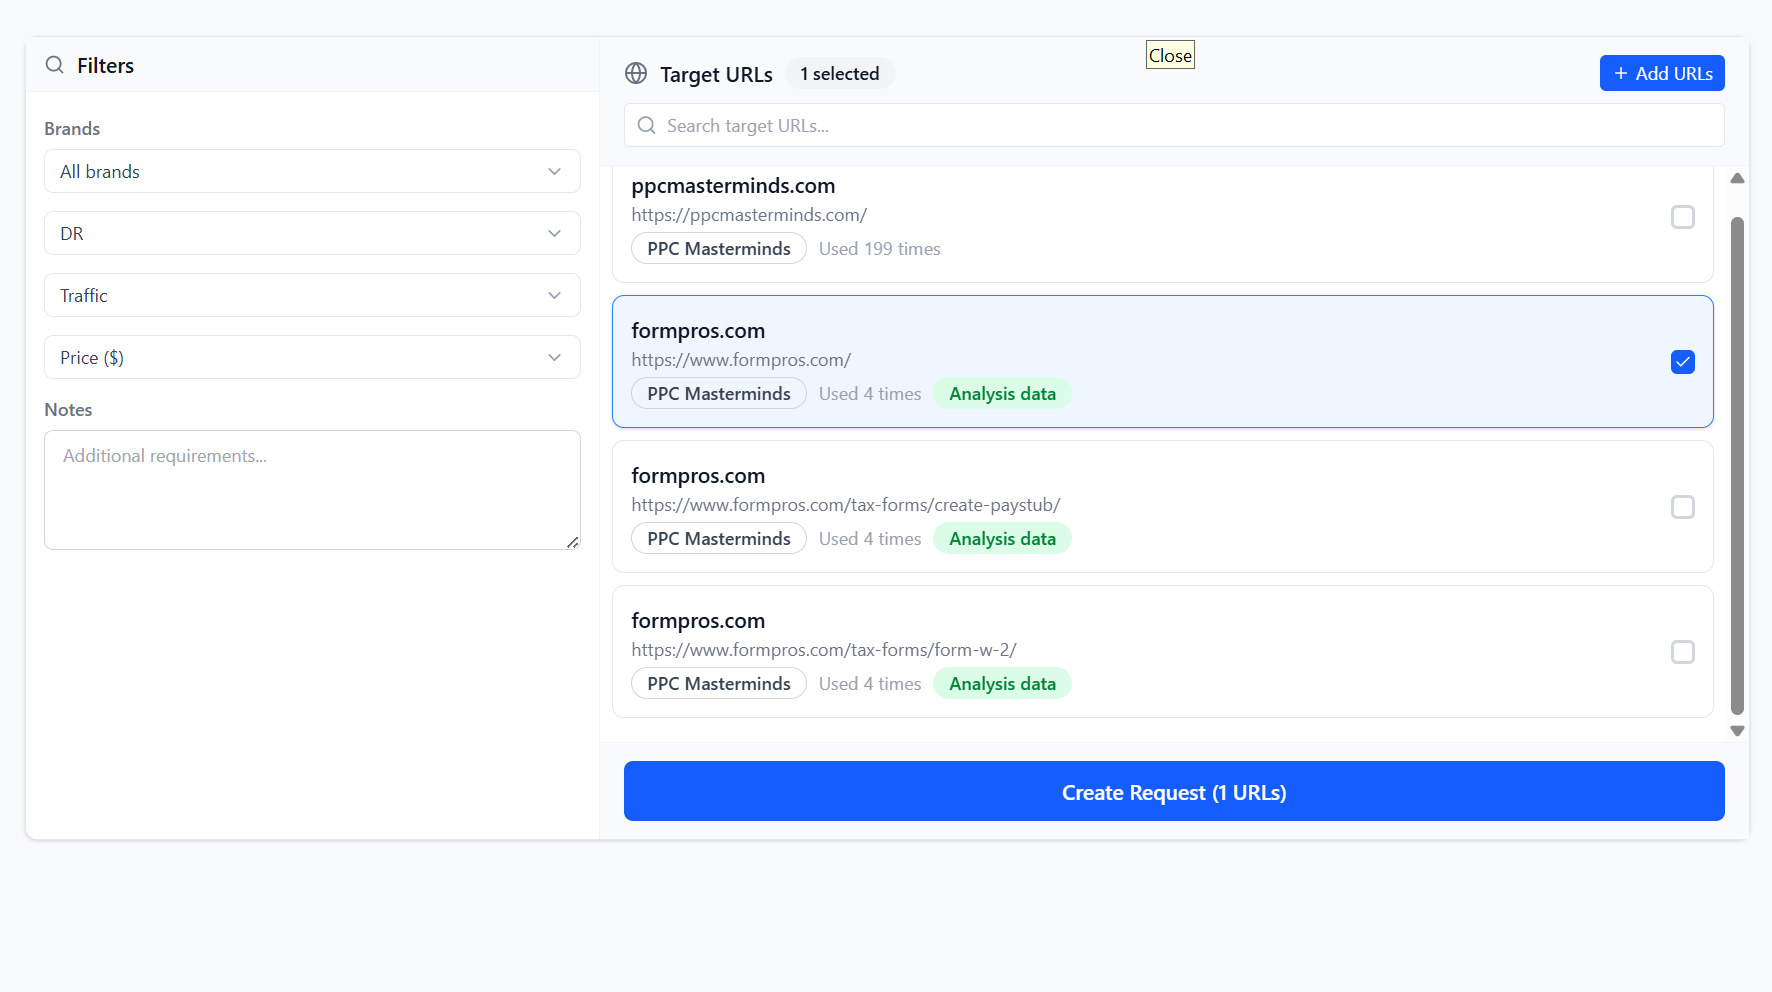 Filters
Brands
All brands
DR
Traffic
Price ($)
Notes
Additional requirements...
Target URLs
1 selected
Close
+ Add URLs
Search target URLs...
ppcmasterminds.com
https://ppcmasterminds.com/
PPC Masterminds Used 199 times
formpros.com
https://www.formpros.com/
PPC Masterminds Used 4 times Analysis data
formpros.com
https://www.formpros.com/tax-forms/create-paystub/
PPC Masterminds Used 4 times Analysis data
formpros.com
https://www.formpros.com/tax-forms/form-w-2/
PPC Masterminds Used 4 times Analysis data
Create Request (1 URLs)